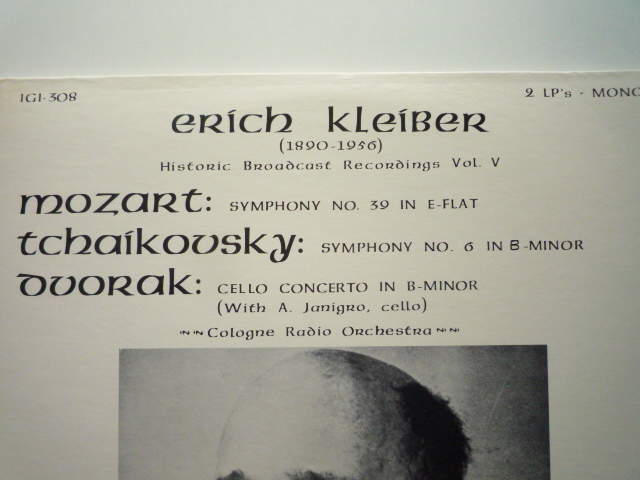 IGI-308
2 LP's - MONO
Erich Kleiber
(1890-1956)
Historic Broadcast Recordings Vol. V
Mozart: SYMPHONY NO. 39 IN E-FLAT
Tchaikovsky: SYMPHONY NO. 6 IN B-MINOR
Dvorak: CELLO CONCERTO IN B-MINOR
(With A. Janigro, cello)
Cologne Radio Orchestra